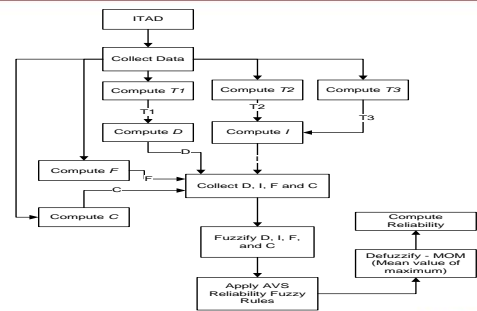 ITAD
Collect Data
Compute T1
Compute T2
Compute T3
T1
T2
T3
Compute D
Compute I
D
I
Compute F
F
Collect D, I, F and C
C
Compute C
Compute
Reliability
Fuzzify D, I, F,
and C
Defuzzify - MOM
(Mean value of
maximum)
Apply AVS
Reliability Fuzzy
Rules